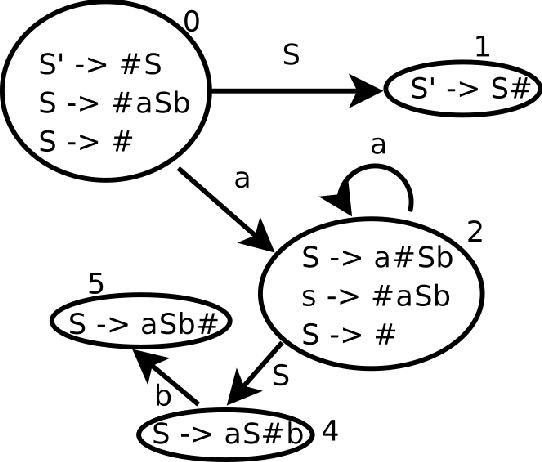 0
S' -> #S
S -> #aSb
S -> #
S
1
S' -> S#
a
a
2
S -> a#Sb
s -> #aSb
S -> #
5
S -> aSb#
S
b
S -> aS#b
4